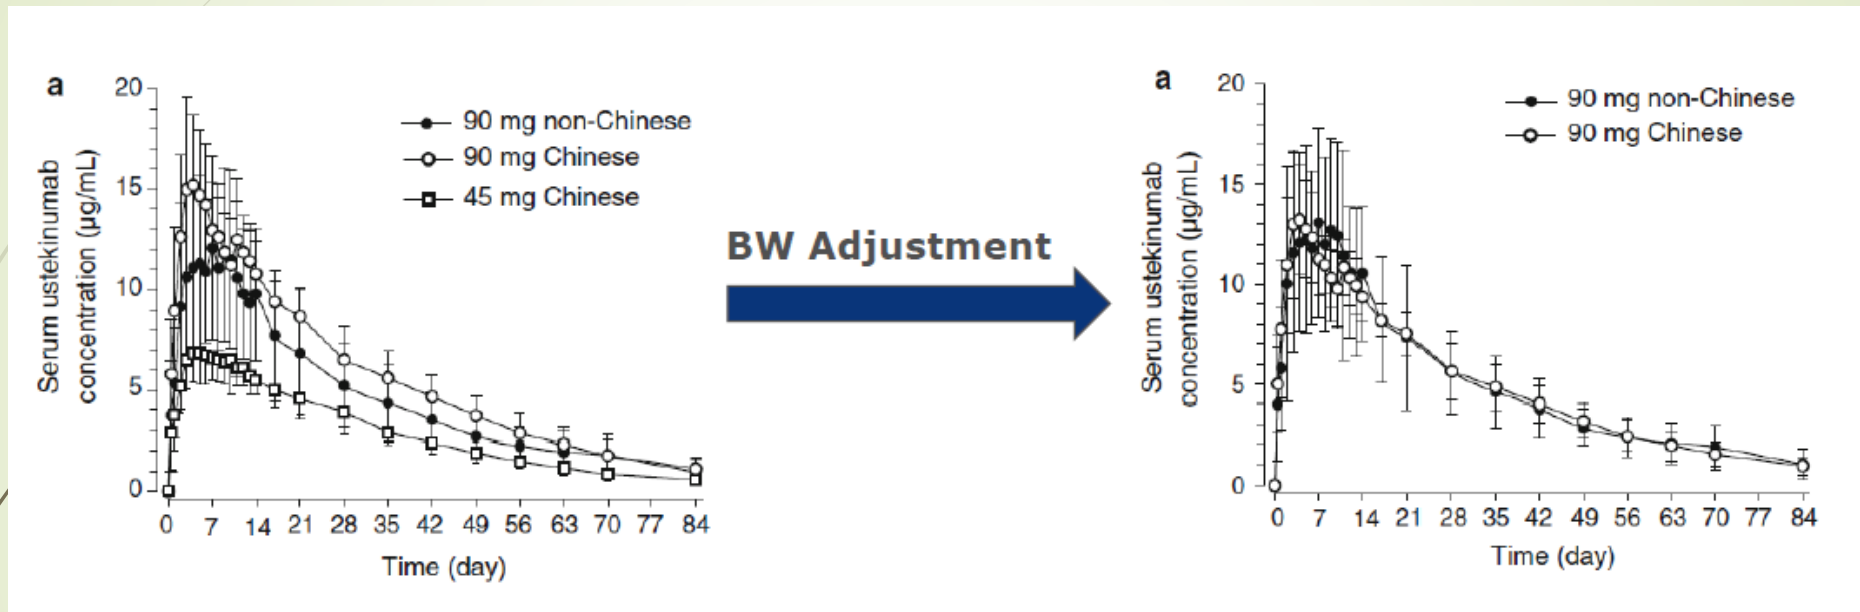 a
20
15
10
5
0
Serum ustekinumab
concentration (µg/mL)
90 mg non-Chinese
90 mg Chinese
45 mg Chinese
0 7 14 21 28 35 42 49 56 63 70 77 84
Time (day)
BW Adjustment
a
20
15
10
5
0
Serum ustekinumab
concentration (µg/mL)
90 mg non-Chinese
90 mg Chinese
0 7 14 21 28 35 42 49 56 63 70 77 84
Time (day)